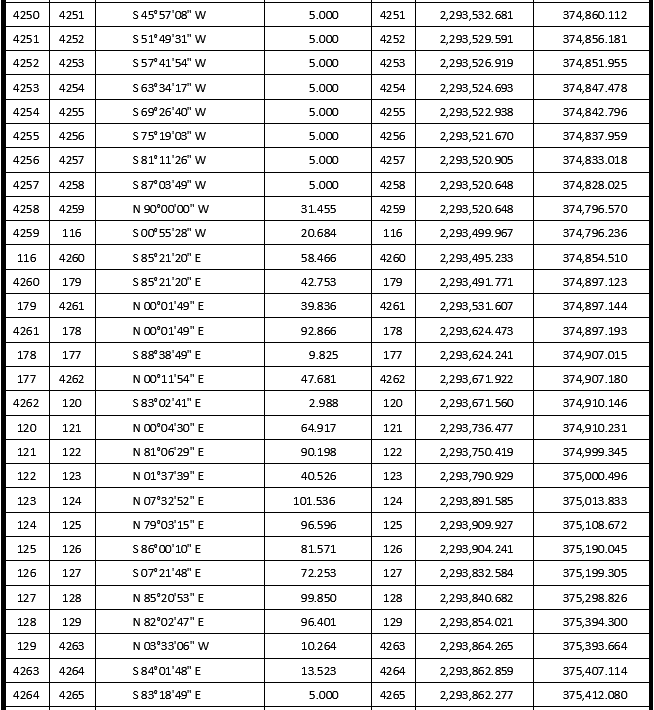 4250 4251 S 45°57'08" W 5.000 4251 2,293,532.681 374,860.112
4251 4252 S 51°49'31" W 5.000 4252 2,293,529.591 374,856.181
4252 4253 S 57°41'54" W 5.000 4253 2,293,526.919 374,851.955
4253 4254 S 63°34'17" W 5.000 4254 2,293,524.693 374,847.478
4254 4255 S 69°26'40" W 5.000 4255 2,293,522.938 374,842.796
4255 4256 S 75°19'03" W 5.000 4256 2,293,521.670 374,837.959
4256 4257 S 81°11'26" W 5.000 4257 2,293,520.905 374,833.018
4257 4258 S 87°03'49" W 5.000 4258 2,293,520.648 374,828.025
4258 4259 N 90°00'00" W 31.455 4259 2,293,520.648 374,796.570
4259 116 S 00°55'28" W 20.684 116 2,293,499.967 374,796.236
116 4260 S 85°21'20" E 58.466 4260 2,293,495.233 374,854.510
4260 179 S 85°21'20" E 42.753 179 2,293,491.771 374,897.123
179 4261 N 00°01'49" E 39.836 4261 2,293,531.607 374,897.144
4261 178 N 00°01'49" E 92.866 178 2,293,624.473 374,897.193
178 177 S 88°38'49" E 9.825 177 2,293,624.241 374,907.015
177 4262 N 00°11'54" E 47.681 4262 2,293,671.922 374,907.180
4262 120 S 83°02'41" E 2.988 120 2,293,671.560 374,910.146
120 121 N 00°04'30" E 64.917 121 2,293,736.477 374,910.231
121 122 N 81°06'29" E 90.198 122 2,293,750.419 374,999.345
122 123 N 01°37'39" E 40.526 123 2,293,790.929 375,000.496
123 124 N 07°32'52" E 101.536 124 2,293,891.585 375,013.833
124 125 N 79°03'15" E 96.596 125 2,293,909.927 375,108.672
125 126 S 86°00'10" E 81.571 126 2,293,904.241 375,190.045
126 127 S 07°21'48" E 72.253 127 2,293,832.584 375,199.305
127 128 N 85°20'53" E 99.850 128 2,293,840.682 375,298.826
128 129 N 82°02'47" E 96.401 129 2,293,854.021 375,394.300
129 4263 N 03°33'06" W 10.264 4263 2,293,864.265 375,393.664
4263 4264 S 84°01'48" E 13.523 4264 2,293,862.859 375,407.114
4264 4265 S 83°18'49" E 5.000 4265 2,293,862.277 375,412.080